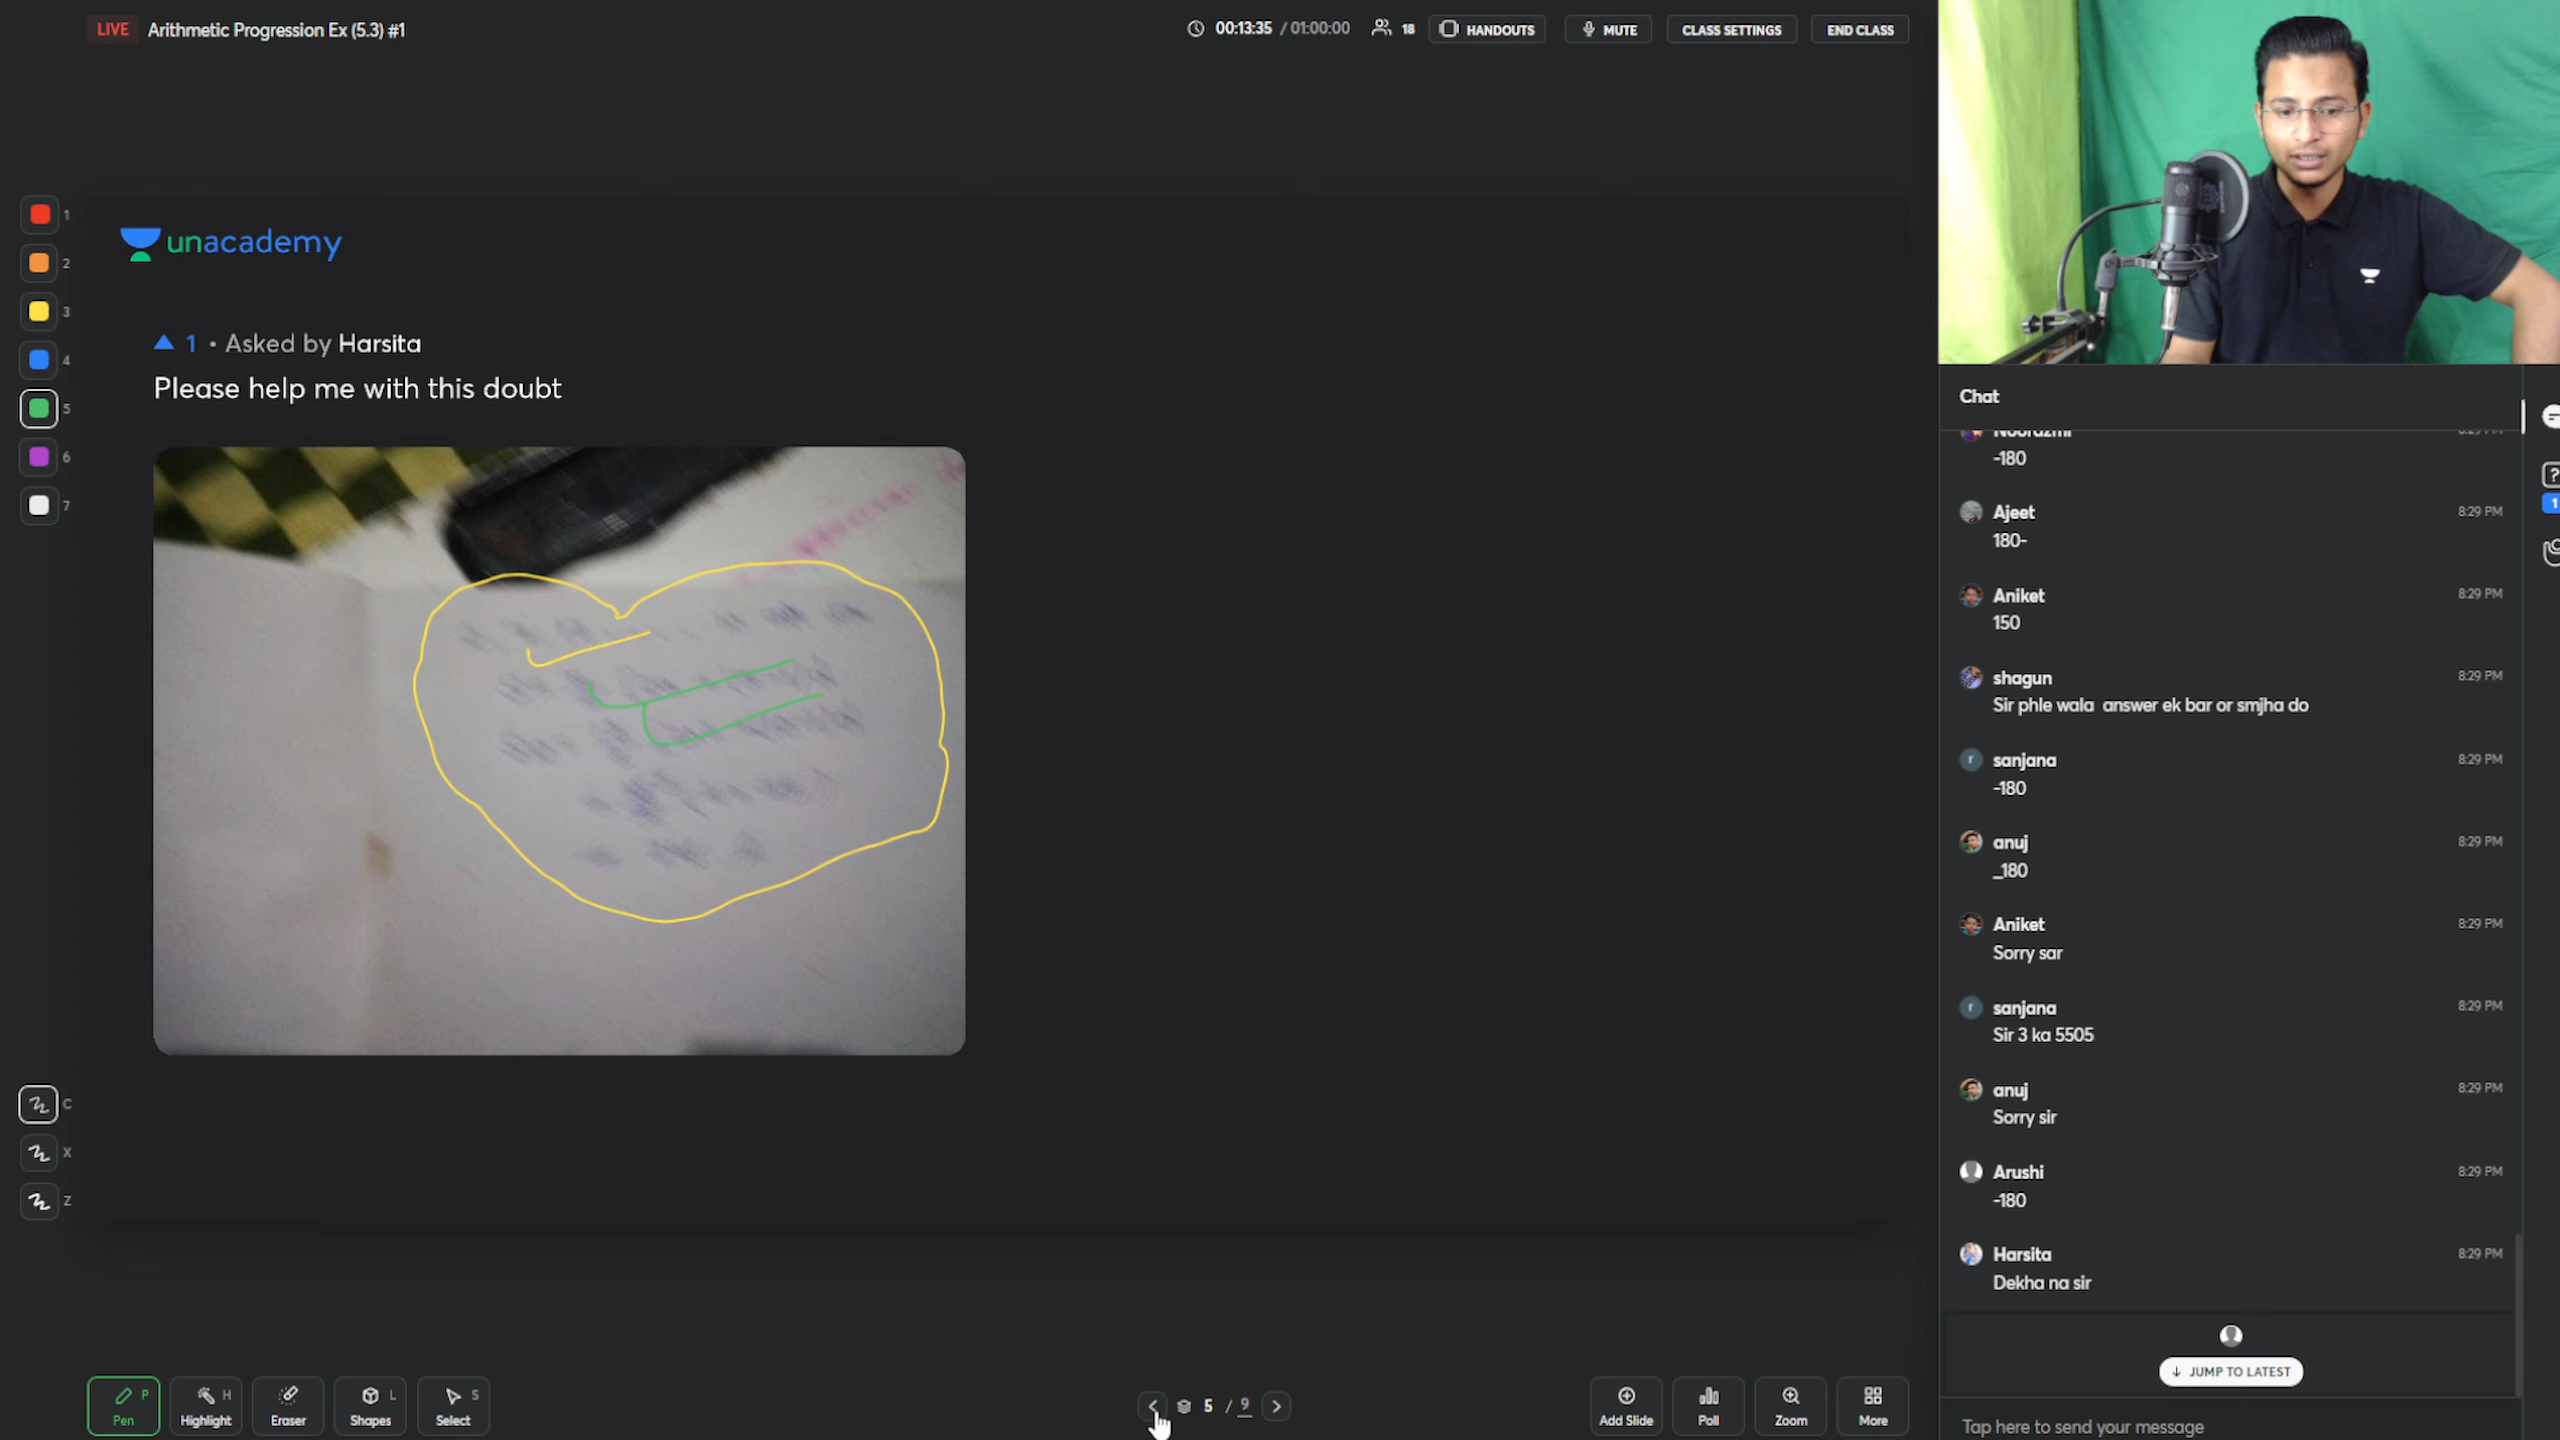 LIVE Arithmetic Progression Ex (5.3) #1
00:13:35 / 01:00:00 18 HANDOUTS MUTE CLASS SETTINGS END CLASS
1
2
3
4
5
6
7
unacademy
1 • Asked by Harsita
Please help me with this doubt
C
X
Z
Pen P
Highlight H
Eraser
Shapes L
Select S
5 / 9
Add Slide
Poll
Zoom
More
Chat
-180
Ajeet 8:29 PM
180-
Aniket 8:29 PM
150
shagun 8:29 PM
Sir phle wala answer ek bar or smjha do
sanjana 8:29 PM
-180
anuj 8:29 PM
_180
Aniket 8:29 PM
Sorry sar
sanjana 8:29 PM
Sir 3 ka 5505
anuj 8:29 PM
Sorry sir
Arushi 8:29 PM
-180
Harsita 8:29 PM
Dekha na sir
JUMP TO LATEST
Tap here to send your message
?
1